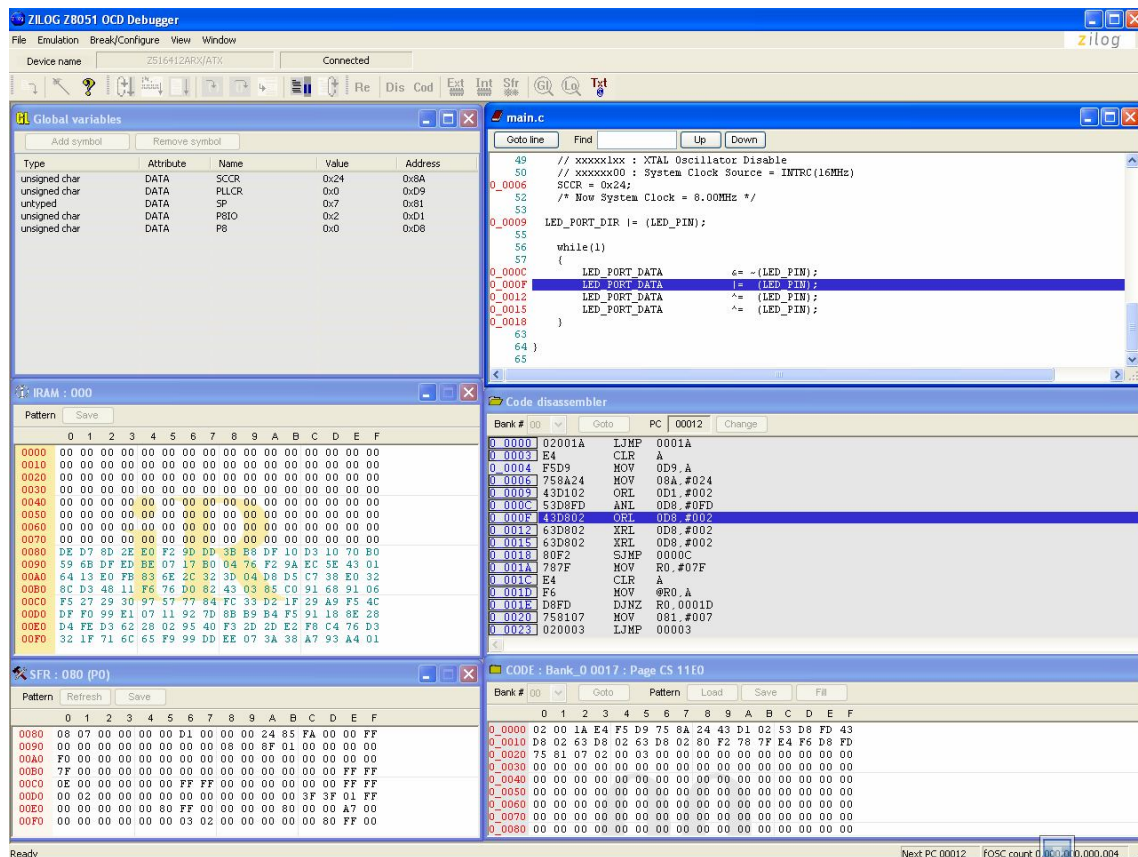 ZILOG Z8051 OCD Debugger
File Emulation Break/Configure View Window
zilog
Device name Z516412ARX/ATX Connected
Re Dis Cod Ext Int Sfr GL Lo Txt
GL Global variables
Add symbol Remove symbol
Type Attribute Name Value Address
unsigned char DATA SCCR 0x24 0x8A
unsigned char DATA PLLCR 0x0 0xD9
untyped DATA SP 0x7 0x81
unsigned char DATA P8IO 0x2 0xD1
unsigned char DATA P8 0x0 0xD8
main.c
Goto line Find Up Down
49 // xxxxx1xx : XTAL Oscillator Disable
50 // xxxxxx00 : System Clock Source = INTRC(16MHz)
0_0006 SCCR = 0x24;
52 /* Now System Clock = 8.00MHz */
53
0_0009 LED_PORT_DIR |= (LED_PIN);
55
56 while(1)
57 {
0_000C LED_PORT_DATA &= ~(LED_PIN);
0_000F LED_PORT_DATA |= (LED_PIN);
0_0012 LED_PORT_DATA ^= (LED_PIN);
0_0015 LED_PORT_DATA ^= (LED_PIN);
0_0018 }
63
64 }
65
IRAM : 000
Pattern Save
0 1 2 3 4 5 6 7 8 9 A B C D E F
0000 00 00 00 00 00 00 00 00 00 00 00 00 00 00 00 00
0010 00 00 00 00 00 00 00 00 00 00 00 00 00 00 00 00
0020 00 00 00 00 00 00 00 00 00 00 00 00 00 00 00 00
0030 00 00 00 00 00 00 00 00 00 00 00 00 00 00 00 00
0040 00 00 00 00 00 00 00 00 00 00 00 00 00 00 00 00
0050 00 00 00 00 00 00 00 00 00 00 00 00 00 00 00 00
0060 00 00 00 00 00 00 00 00 00 00 00 00 00 00 00 00
0070 00 00 00 00 00 00 00 00 00 00 00 00 00 00 00 00
0080 DE D7 8D 2E E0 F2 9D DD 3B B8 DF 10 D3 10 70 B0
0090 59 6B DF ED BE 07 17 B0 04 76 F2 9A EC 5E 43 01
00A0 64 13 E0 FB 83 6E 2C 32 3D 04 D8 D5 C7 38 E0 32
00B0 8C D3 48 11 F6 76 D0 82 43 03 85 C0 91 68 91 06
00C0 F5 27 29 30 97 57 77 84 FC 33 D2 1F 29 A9 F5 4C
00D0 DF F0 99 E1 07 11 92 7D 8B B9 B4 F5 91 18 8E 28
00E0 D4 FE D3 62 28 02 95 40 F3 2D 2D E2 F8 C4 76 D3
00F0 32 1F 71 6C 65 F9 99 DD EE 07 3A 38 A7 93 A4 01
Code disassembler
Bank # 00 Goto PC 00012 Change
0_0000 02001A LJMP 0001A
0_0003 E4 CLR A
0_0004 F5D9 MOV 0D9,A
0_0006 758A24 MOV 08A,#024
0_0009 43D102 ORL 0D1,#002
0_000C 53D8FD ANL 0D8,#0FD
0_000F 43D802 ORL 0D8,#002
0_0012 63D802 XRL 0D8,#002
0_0015 63D802 XRL 0D8,#002
0_0018 80F2 SJMP 0000C
0_001A 787F MOV R0,#07F
0_001C E4 CLR A
0_001D F6 MOV @R0,A
0_001E D8FD DJNZ R0,0001D
0_0020 758107 MOV 081,#007
0_0023 020003 LJMP 00003
SFR : 080 (P0)
Pattern Refresh Save
0 1 2 3 4 5 6 7 8 9 A B C D E F
0080 08 07 00 00 00 00 D1 00 00 00 24 85 FA 00 00 FF
0090 00 00 00 00 00 00 00 00 08 00 8F 01 00 00 00 00
00A0 F0 00 00 00 00 00 00 00 00 00 00 00 00 00 00 00
00B0 7F 00 00 00 00 00 00 00 00 00 00 00 00 00 FF FF
00C0 0E 00 00 00 00 00 FF FF 00 00 00 00 00 00 FF FF
00D0 00 02 00 00 00 00 00 00 00 00 00 00 3F 3F 01 FF
00E0 00 00 00 00 00 80 FF 00 00 00 00 80 00 00 A7 00
00F0 00 00 00 00 00 00 03 02 00 00 00 00 00 80 FF 00
CODE : Bank_0 0017 : Page CS 11E0
Bank # 00 Goto Pattern Load Save Fill
0 1 2 3 4 5 6 7 8 9 A B C D E F
0_0000 02 00 1A E4 F5 D9 75 8A 24 43 D1 02 53 D8 FD 43
0_0010 D8 02 63 D8 02 63 D8 02 80 F2 78 7F E4 F6 D8 FD
0_0020 75 81 07 02 00 03 00 00 00 00 00 00 00 00 00 00
0_0030 00 00 00 00 00 00 00 00 00 00 00 00 00 00 00 00
0_0040 00 00 00 00 00 00 00 00 00 00 00 00 00 00 00 00
0_0050 00 00 00 00 00 00 00 00 00 00 00 00 00 00 00 00
0_0060 00 00 00 00 00 00 00 00 00 00 00 00 00 00 00 00
0_0070 00 00 00 00 00 00 00 00 00 00 00 00 00 00 00 00
0_0080 00 00 00 00 00 00 00 00 00 00 00 00 00 00 00 00
Ready Next PC 00012 fOSC count 0,000,000,000,004